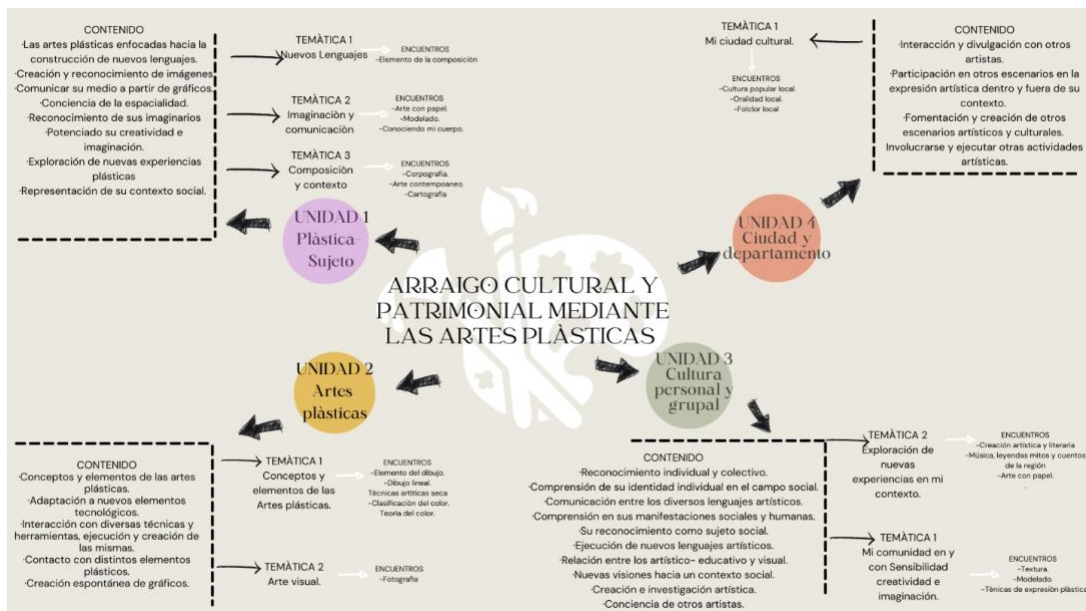 ARRAIGO CULTURAL Y
PATRIMONIAL MEDIANTE
LAS ARTES PLÀSTICAS
UNIDAD 1
Plàstica-
Sujeto
CONTENIDO
·Las artes plásticas enfocadas hacia la
construcción de nuevos lenguajes.
·Creación y reconocimiento de imágenes
·Comunicar su medio a partir de gráficos.
·Conciencia de la espacialidad.
·Reconocimiento de sus imaginarios
·Potenciado su creatividad e
imaginación.
·Exploración de nuevas experiencias
plásticas
·Representación de su contexto social.
TEMÀTICA 1
Nuevos Lenguajes
ENCUENTROS
-Elemento de la composición
TEMÀTICA 2
Imaginaciòn y
comunicaciòn
ENCUENTROS
-Arte con papel.
-Modelado.
-Conociendo mi cuerpo.
TEMÁTICA 3
Composiciòn
y contexto
ENCUENTROS
-Corpografia.
-Arte contempoaneo.
-Cartografia
UNIDAD 2
Artes
plàsticas
CONTENIDO
·Conceptos y elementos de las artes
plásticas.
·Adaptación a nuevos elementos
tecnológicos.
·Interacción con diversas técnicas y
herramientas, ejecución y creación de
las mismas.
·Contacto con distintos elementos
plásticos.
·Creación espontánea de gráficos.
TEMÀTICA 1
Conceptos y
elementos de las
Artes plásticas.
ENCUENTROS
-Elemento del dibujo.
-Dibujo lineal.
Tècnicas artiticas seca
-Clasificaciòn del color.
Teoria del color.
TEMÀTICA 2
Arte visual.
ENCUENTROS
-Fotografia
UNIDAD 3
Cultura
personal y
grupal
CONTENIDO
·Reconocimiento individual y colectivo.
Comprensión de su identidad individual en el campo social.
·Comunicación entre los diversos lenguajes artísticos.
·Comprensión en sus manifestaciones sociales y humanas.
·Su reconocimiento como sujeto social.
·Ejecución de nuevos lenguajes artísticos.
·Relación entre los artístico- educativo y visual.
·Nuevas visiones hacia un contexto social.
·Creación e investigación artística.
·Conciencia de otros artistas.
TEMÀTICA 2
Exploración de
nuevas
experiencias en mi
contexto.
ENCUENTROS
-Creación artística y literaria
-Música, leyendas mitos y cuentos
de la región
-Arte con papel.
.
TEMÀTICA 1
Mi comunidad en y
con Sensibilidad
creatividad e
imaginación.
ENCUENTROS
-Textura.
-Modelado.
-Tènicas de expresiòn plàstica
UNIDAD 4
Ciudad y
departamento
TEMÀTICA 1
Mi ciudad cultural.
ENCUENTROS
-Cultura popular local.
-Oralidad local.
-Folclor local
CONTENIDO
·Interacción y divulgación con otros
artistas.
·Participación en otros escenarios en la
expresión artística dentro y fuera de su
contexto.
·Fomentación y creación de otros
escenarios artísticos y culturales.
Involucrarse y ejecutar otras actividades
artísticas.